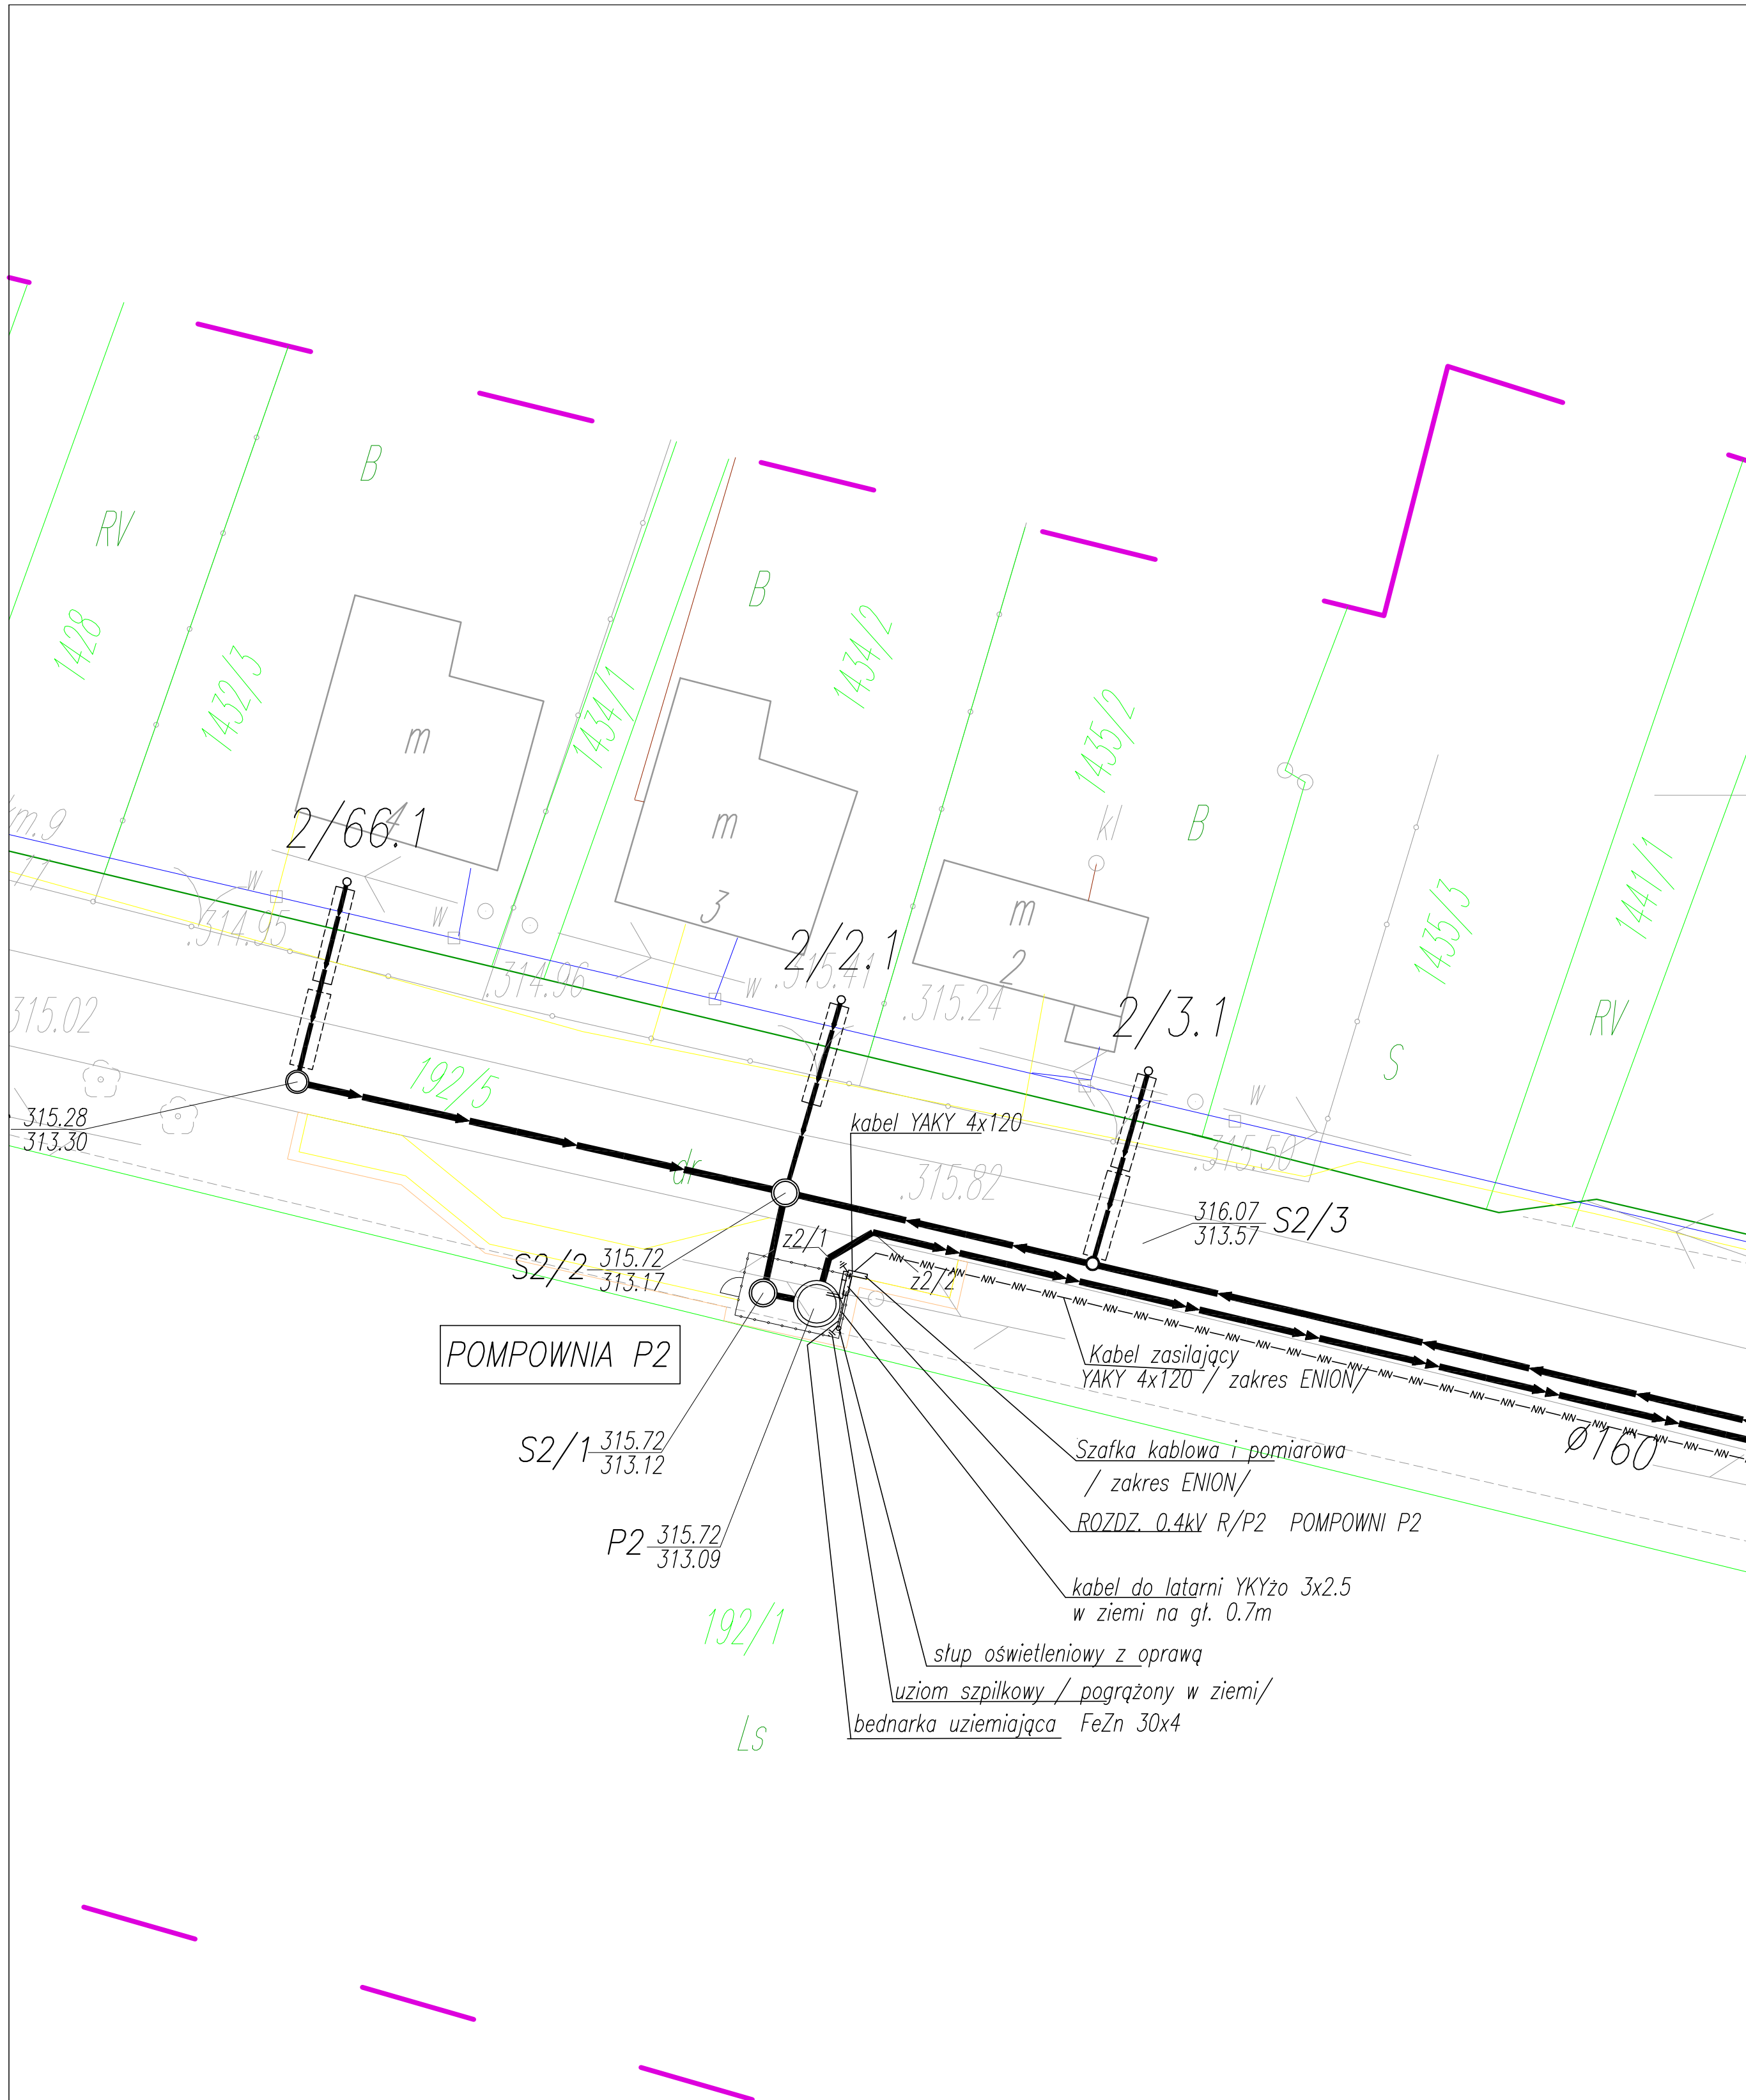 B
RV
B
1428
1432/3
1434/1
1434/2
1435/2
m
4
m
3
kl
B
m
2
1435/3
1441/1
RV
S
2/66.1
2/2.1
2/3.1
w
w
w
w
.314.95
.314.96
.315.41
.315.24
315.02
.315.50
.315.82
192/5
dr
315.28
313.30
kabel YAKY 4x120
316.07
313.57
S2/3
z2/1
z2/2
S2/2
315.72
313.17
POMPOWNIA P2
Kabel zasilający
YAKY 4x120 / zakres ENION/
Ø160
S2/1
315.72
313.12
Szafka kablowa i pomiarowa
/ zakres ENION/
ROZDZ. 0.4kV R/P2 POMPOWNI P2
P2
315.72
313.09
kabel do latarni YKYżo 3x2.5
w ziemi na gł. 0.7m
192/1
słup oświetleniowy z oprawą
uziom szpilkowy / pogrążony w ziemi/
bednarka uziemiająca FeZn 30x4
Ls